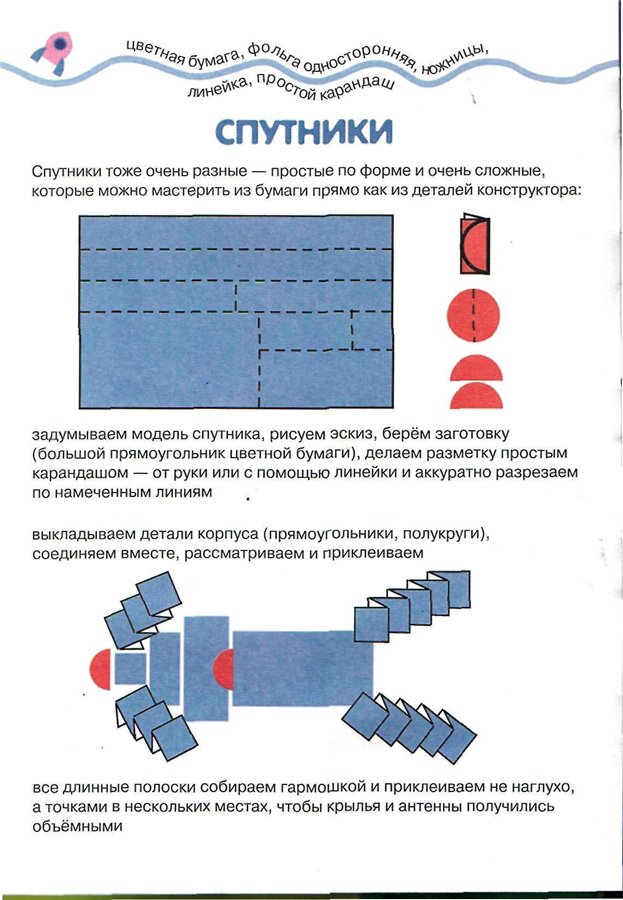 цветная бумага, фольга односторонняя, ножницы,
линейка, простой карандаш
СПУТНИКИ
Спутники тоже очень разные — простые по форме и очень сложные,
которые можно мастерить из бумаги прямо как из деталей конструктора:
задумываем модель спутника, рисуем эскиз, берём заготовку
(большой прямоугольник цветной бумаги), делаем разметку простым
карандашом — от руки или с помощью линейки и аккуратно разрезаем
по намеченным линиям
выкладываем детали корпуса (прямоугольники, полукруги),
соединяем вместе, рассматриваем и приклеиваем
все длинные полоски собираем гармошкой и приклеиваем не наглухо,
а точками в нескольких местах, чтобы крылья и антенны получились
объёмными